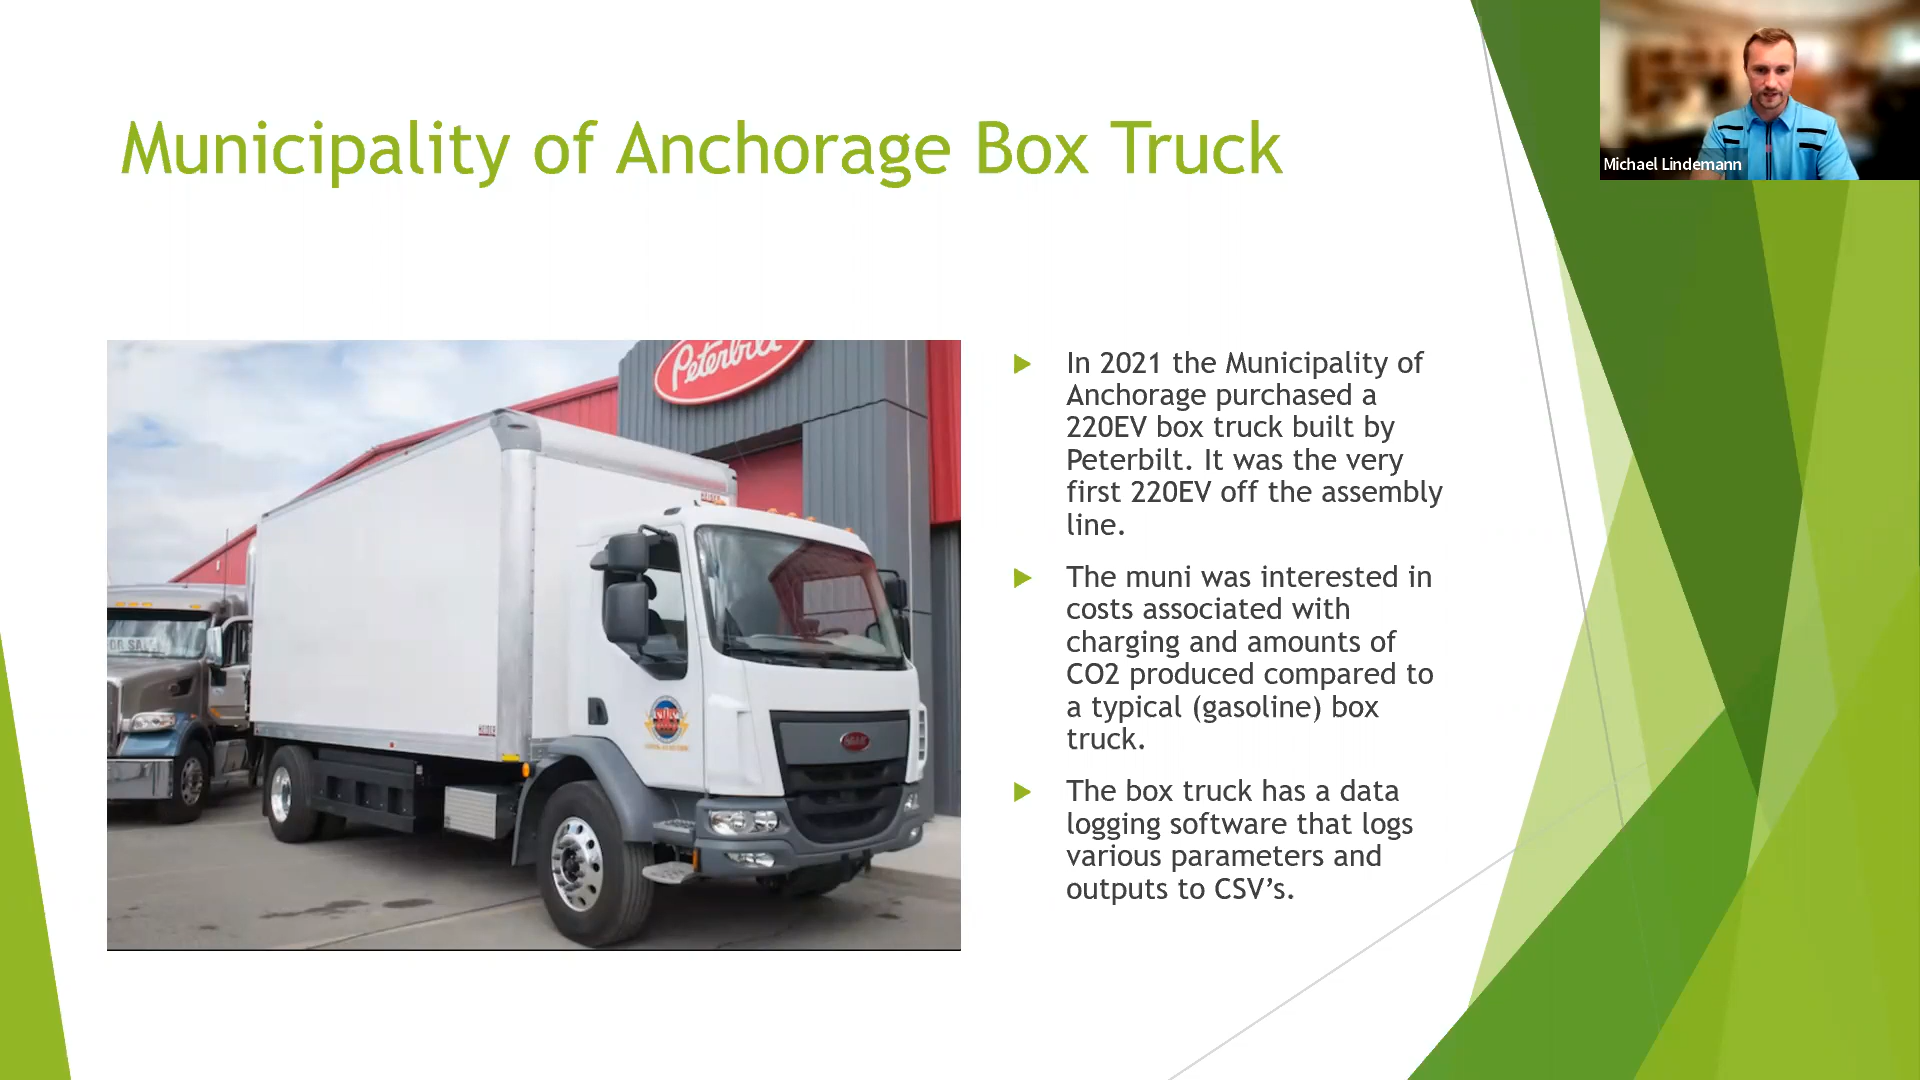 Municipality of Anchorage Box Truck
Michael Lindemann
Peterbilt
OR SALE
In 2021 the Municipality of
Anchorage purchased a
220EV box truck built by
Peterbilt. It was the very
first 220EV off the assembly
line.
The muni was interested in
costs associated with
charging and amounts of
CO2 produced compared to
a typical (gasoline) box
truck.
The box truck has a data
logging software that logs
various parameters and
outputs to CSV’s.